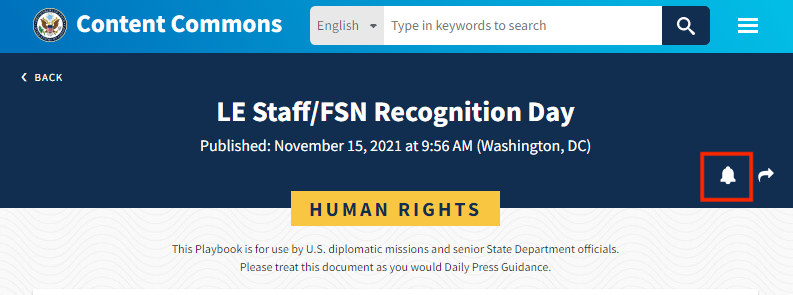 Content Commons
English
Type in keywords to search
BACK
LE Staff/FSN Recognition Day
Published: November 15, 2021 at 9:56 AM (Washington, DC)
HUMAN RIGHTS
This Playbook is for use by U.S. diplomatic missions and senior State Department officials.
Please treat this document as you would Daily Press Guidance.